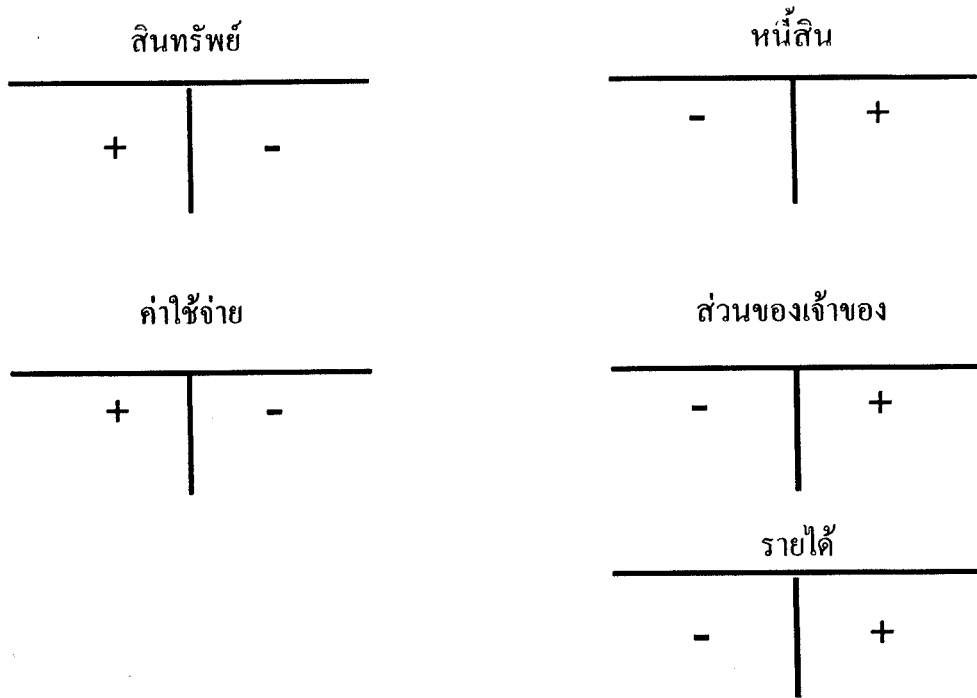 สินทรัพย์
หนี้สิน
+ -
- +
ค่าใช้จ่าย
ส่วนของเจ้าของ
+ -
- +
รายได้
- +